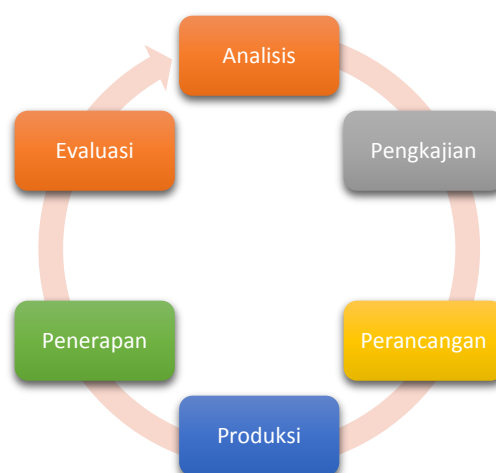 Analisis
Pengkajian
Perancangan
Produksi
Penerapan
Evaluasi